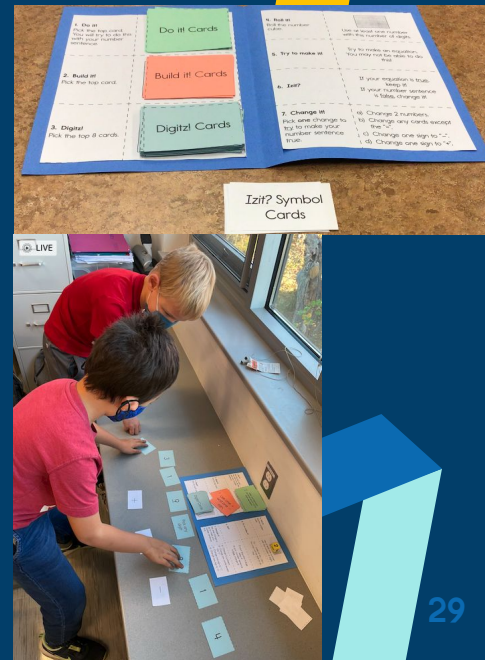 1. Do it!
Pick the top card.
You will try to do this
with your number
sentence.
Do it! Cards
2. Build it!
Pick the top card.
Build it! Cards
3. Digitz!
Pick the top 8 cards.
Digitz! Cards
4. Roll it!
Roll the number
cube.
Use at least one number
with the number of digits.
5. Try to make it!
Try to make an equation.
You may not be able to do
this!
6. Izit?
If your equation is true,
keep it!
If your number sentence
is false, change it!
7. Change it!
Pick one change to
try to make your
number sentence
true.
a) Change 2 numbers.
b) Change any cards except
the "=".
c) Change one sign to "-".
d) Change one sign to "+".
Izit? Symbol
Cards
LIVE
29